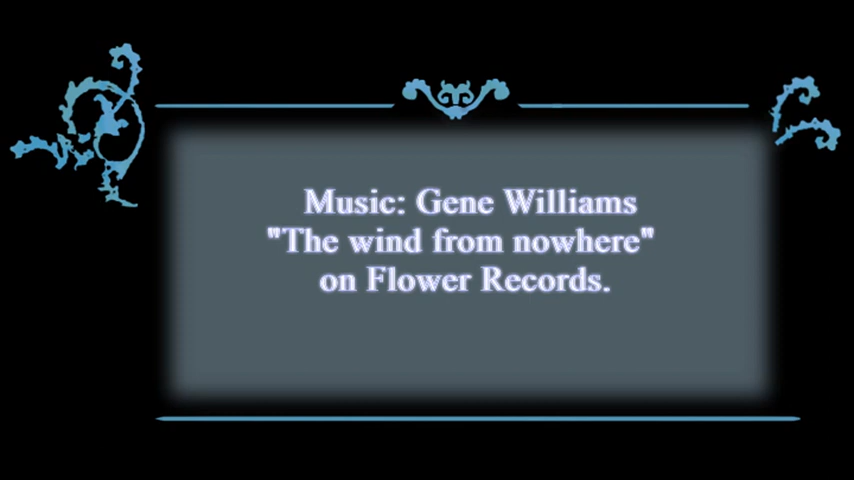 Music: Gene Williams
"The wind from nowhere"
on Flower Records.